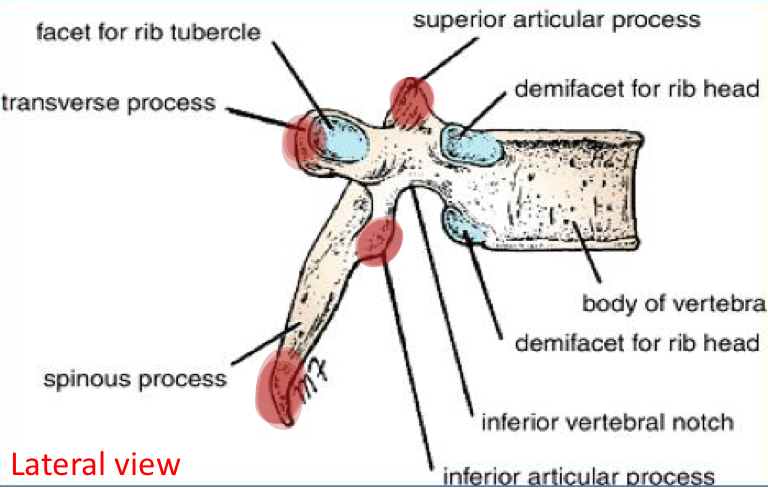 superior articular process
facet for rib tubercle
demifacet for rib head
transverse process
body of vertebra
demifacet for rib head
spinous process
inferior vertebral notch
Lateral view
inferior articular process